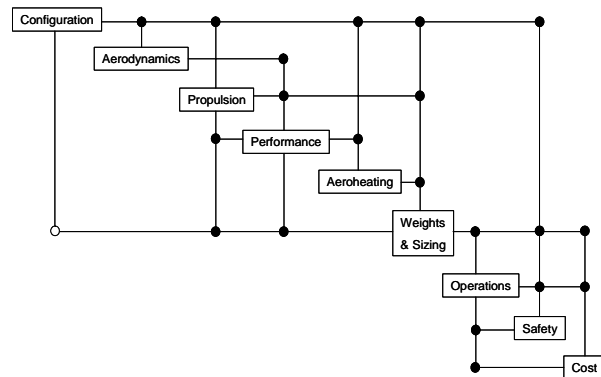 Configuration
Aerodynamics
Propulsion
Performance
Aeroheating
Weights
& Sizing
Operations
Safety
Cost